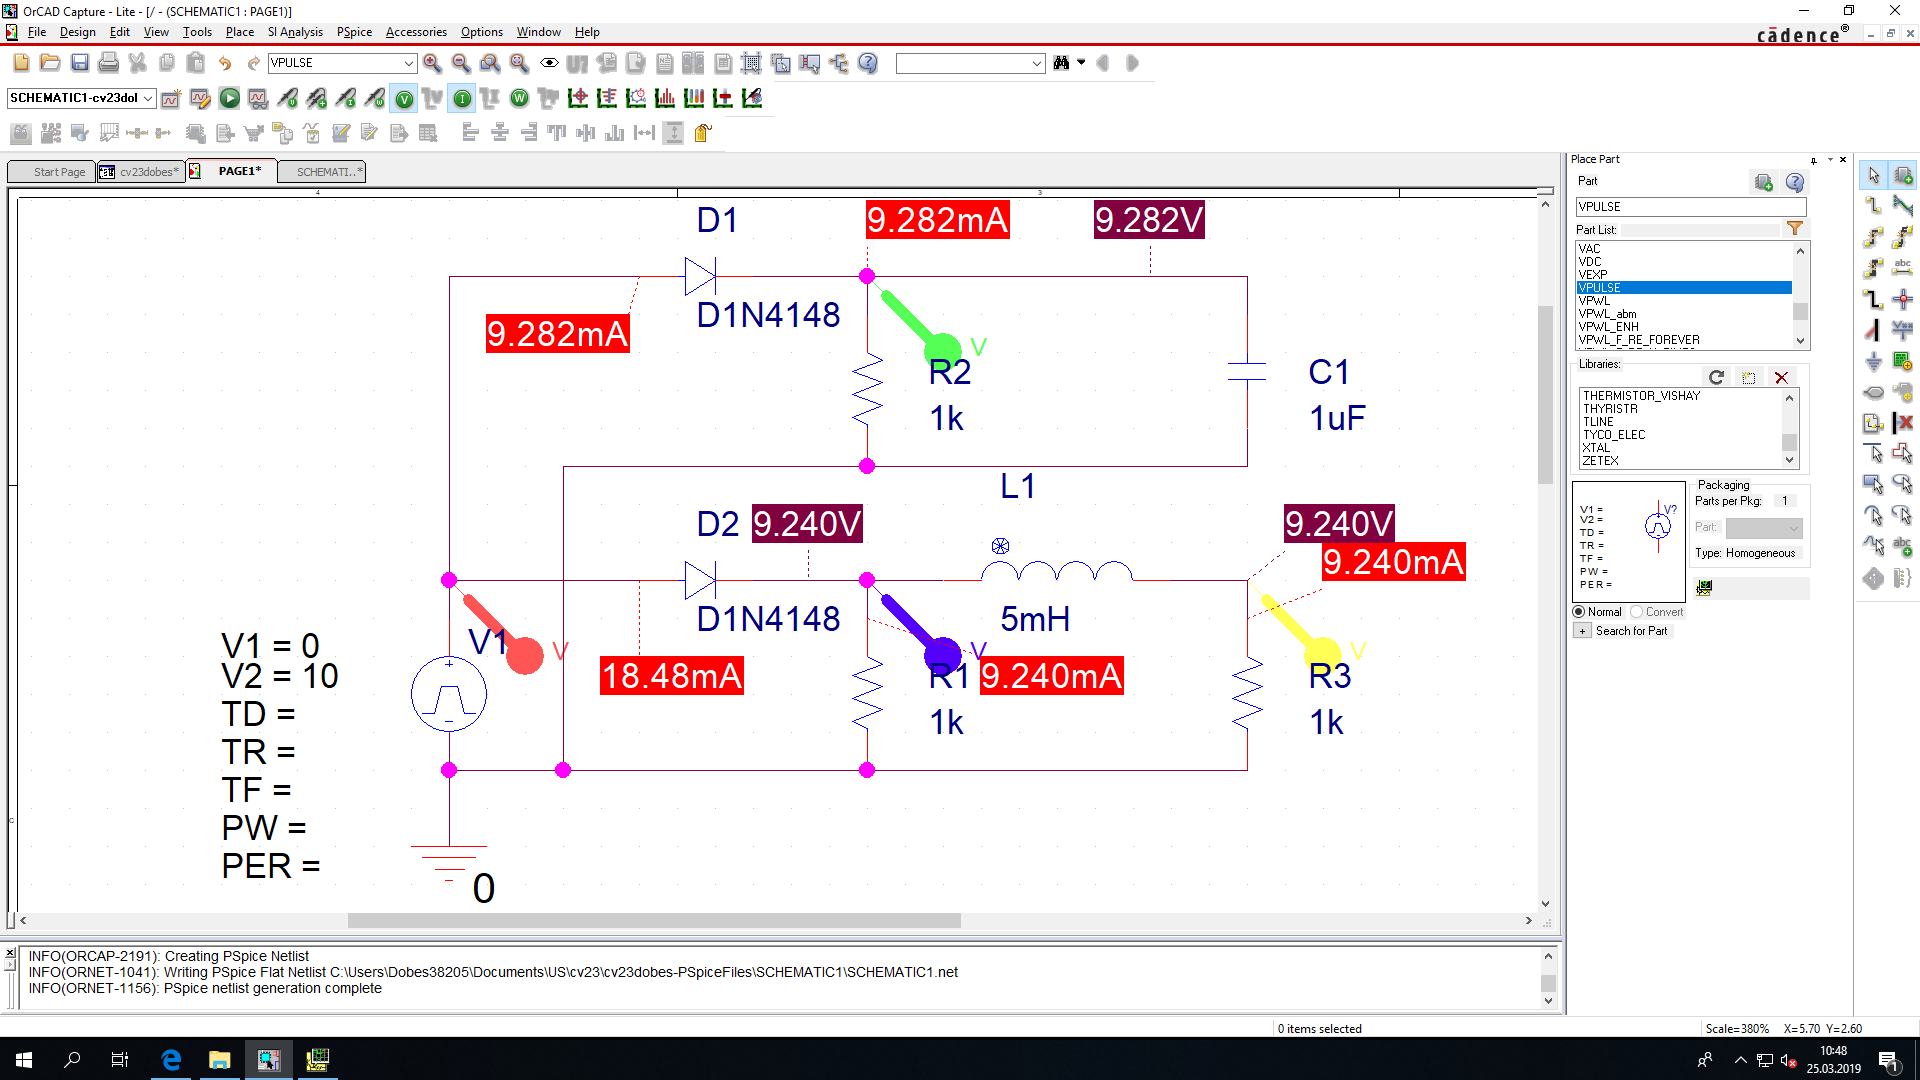 OrCAD Capture - Lite - [/ - (SCHEMATIC1 : PAGE1)]
File Design Edit View Tools Place SI Analysis PSpice Accessories Options Window Help
cādence®
VPULSE
SCHEMATIC1-cv23dol
Start Page
cv23dobes*
PAGE1*
SCHEMATI..*
4
3
D1
9.282mA
9.282V
D1N4148
9.282mA
V
R2
1k
C1
1uF
L1
D2
9.240V
9.240V
9.240mA
D1N4148
5mH
V1
V
V
V
18.48mA
R1
9.240mA
R3
1k
1k
V1 = 0
V2 = 10
TD =
TR =
TF =
PW =
PER =
0
Place Part
Part
VPULSE
Part List:
VAC
VDC
VEXP
VPULSE
VPWL
VPWL_abm
VPWL_ENH
VPWL_F_RE_FOREVER
Libraries:
THERMISTOR_VISHAY
THYRISTR
TLINE
TYCO_ELEC
XTAL
ZETEX
V1 =
V2 =
TD =
TR =
TF =
PW =
PER =
V?
Packaging
Parts per Pkg: 1
Part:
Type: Homogeneous
Normal Convert
+ Search for Part
INFO(ORCAP-2191): Creating PSpice Netlist
INFO(ORNET-1041): Writing PSpice Flat Netlist C:\Users\Dobes38205\Documents\US\cv23\cv23dobes-PSpiceFiles\SCHEMATIC1\SCHEMATIC1.net
INFO(ORNET-1156): PSpice netlist generation complete
0 items selected
Scale=380% X=5.70 Y=2.60
10:48
25.03.2019
1